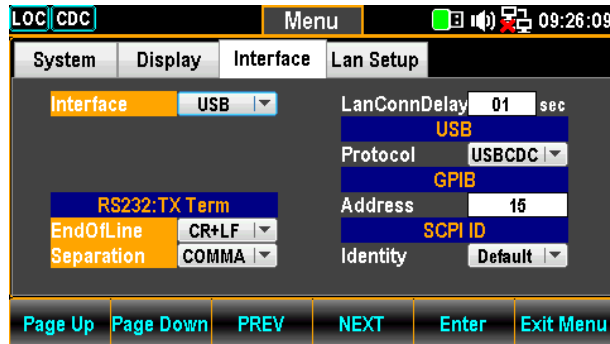 LOC CDC Menu 09:26:09
System Display Interface Lan Setup
Interface USB
LanConnDelay 01 sec
USB
Protocol USBCDC
GPIB
RS232:TX Term
Address 15
EndOfLine CR+LF
SCPI ID
Separation COMMA
Identity Default
Page Up Page Down PREV NEXT Enter Exit Menu